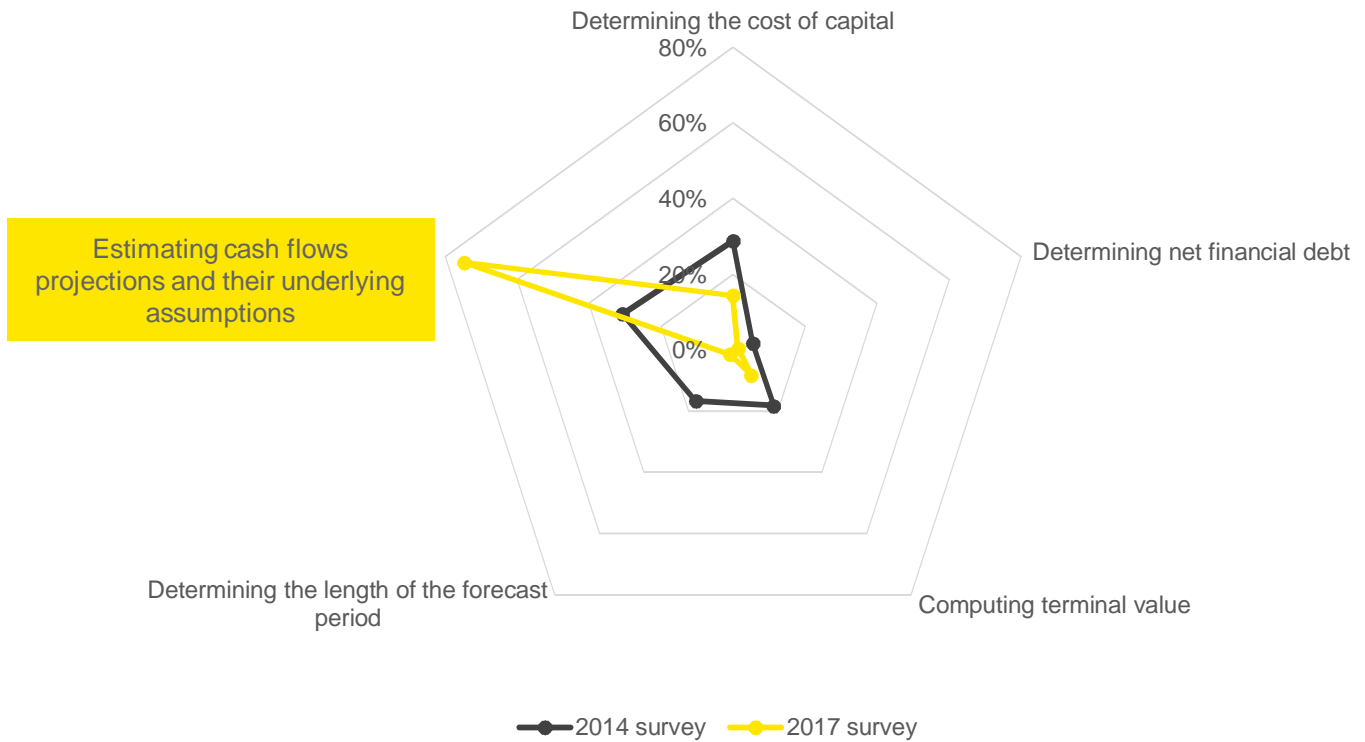 Determining the cost of capital
80%
60%
40%
20%
0%
Determining net financial debt
Estimating cash flows
projections and their underlying
assumptions
Determining the length of the forecast
period
Computing terminal value
2014 survey
2017 survey